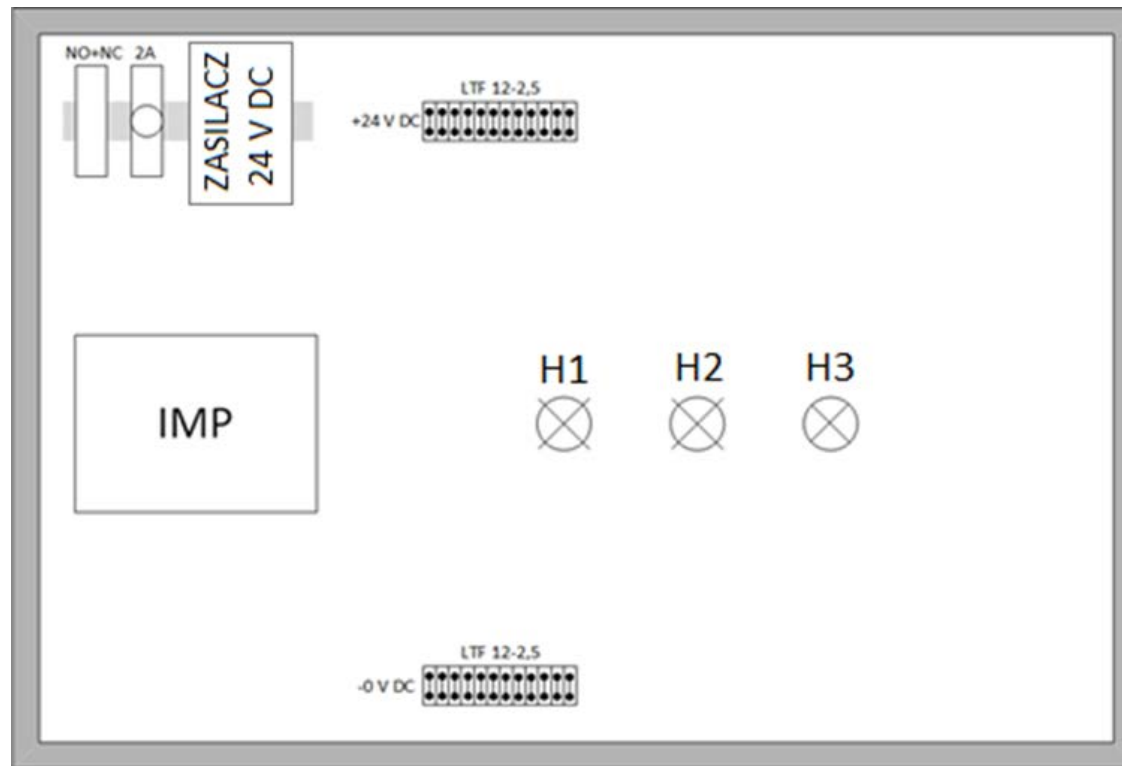 NO+NC 2A
ZASILACZ
24 V DC
LTF 12-2,5
+24 V DC
IMP
H1 H2 H3
LTF 12-2,5
-0 V DC